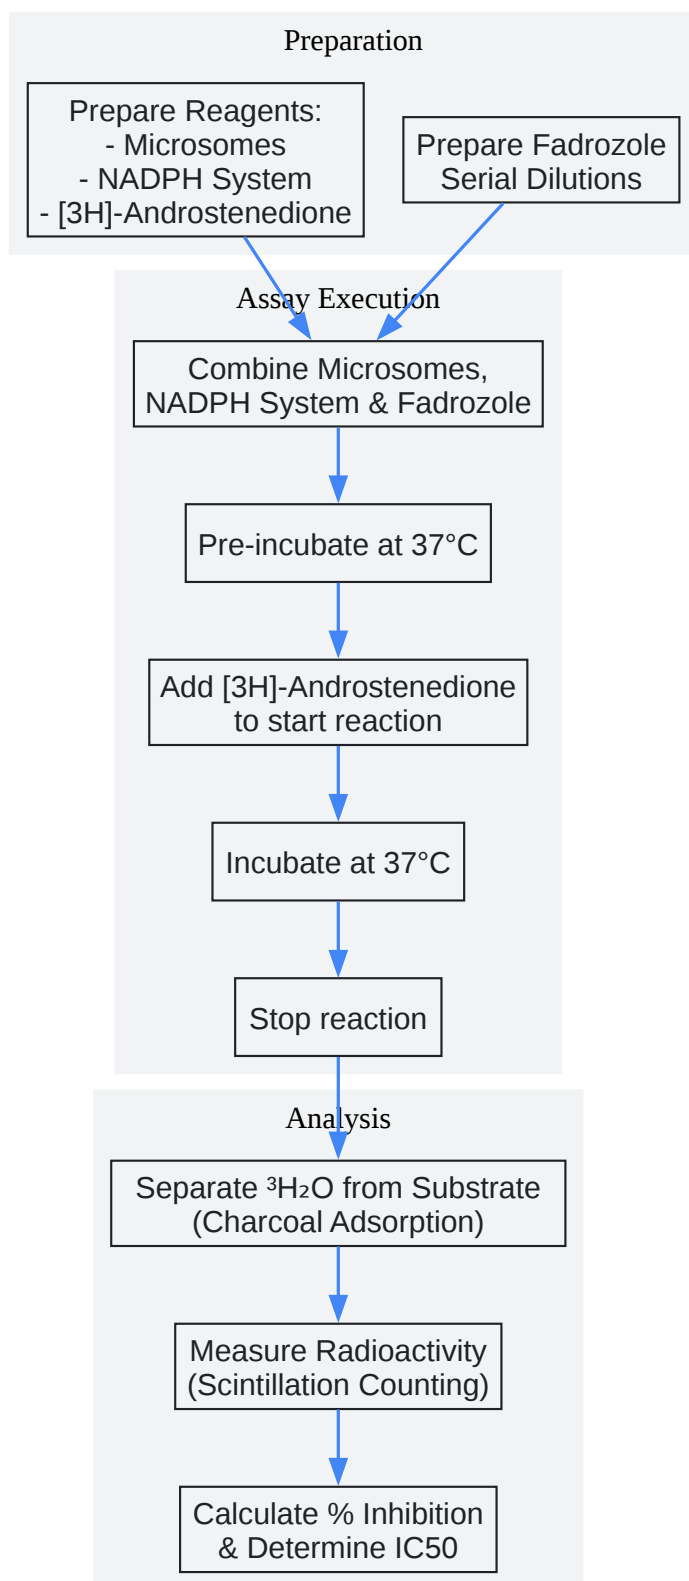 Preparation
Prepare Reagents:
- Microsomes
- NADPH System
- [3H]-Androstenedione
Prepare Fadrozole
Serial Dilutions
Assay Execution
Combine Microsomes,
NADPH System & Fadrozole
Pre-incubate at 37°C
Add [3H]-Androstenedione
to start reaction
Incubate at 37°C
Stop reaction
Analysis
Separate ³H₂O from Substrate
(Charcoal Adsorption)
Measure Radioactivity
(Scintillation Counting)
Calculate % Inhibition
& Determine IC50